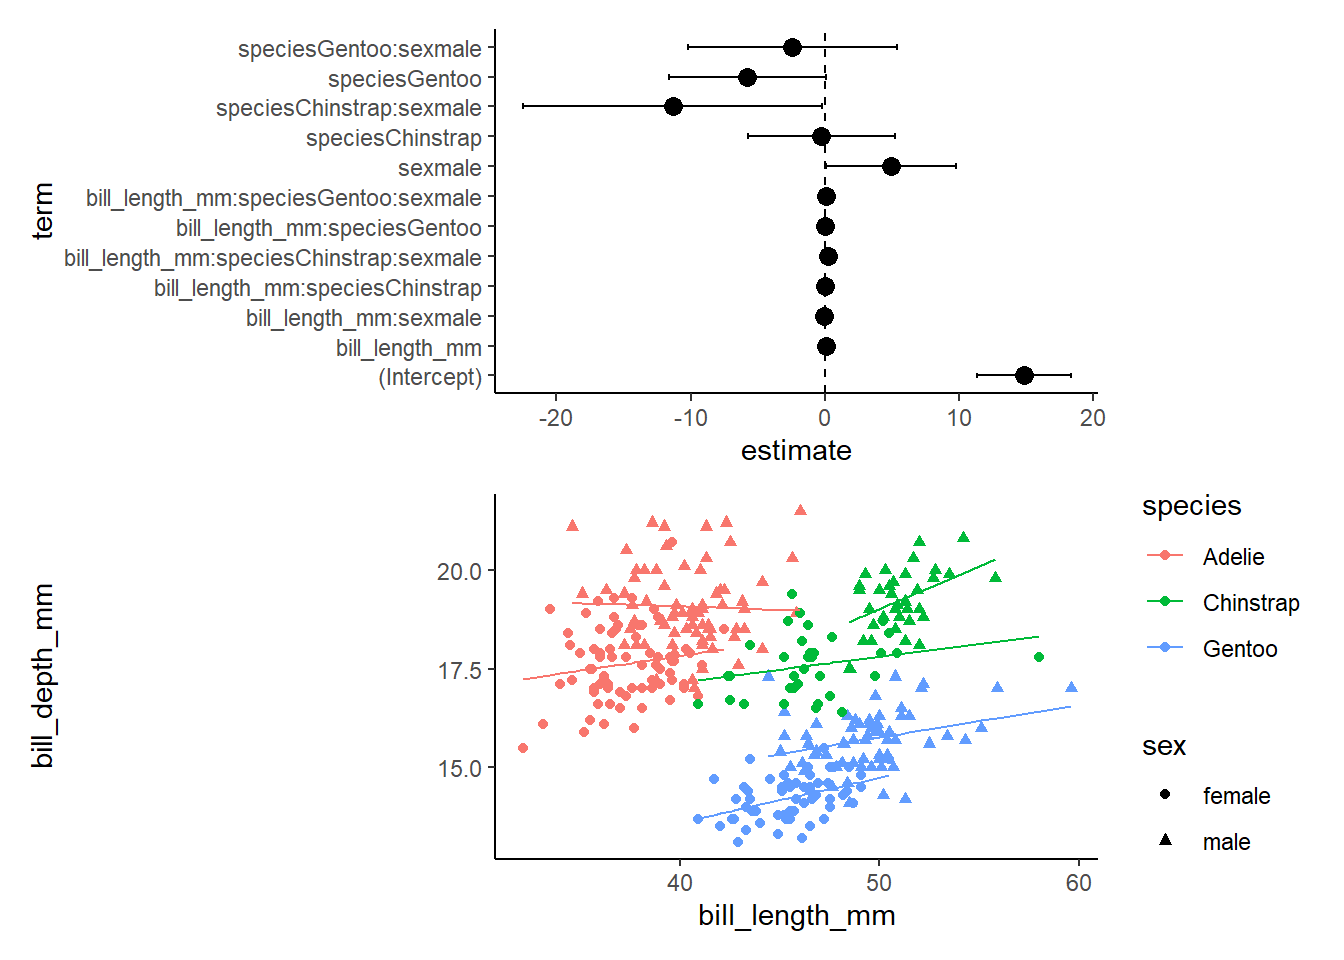 speciesGentoo:sexmale
speciesGentoo
speciesChinstrap:sexmale
speciesChinstrap
sexmale
bill_length_mm:speciesGentoo:sexmale
bill_length_mm:speciesGentoo
bill_length_mm:speciesChinstrap:sexmale
bill_length_mm:speciesChinstrap
bill_length_mm:sexmale
bill_length_mm
(Intercept)
term
-20 -10 0 10 20
estimate
20.0
17.5
15.0
bill_depth_mm
40 50 60
bill_length_mm
species
Adelie
Chinstrap
Gentoo
sex
female
male